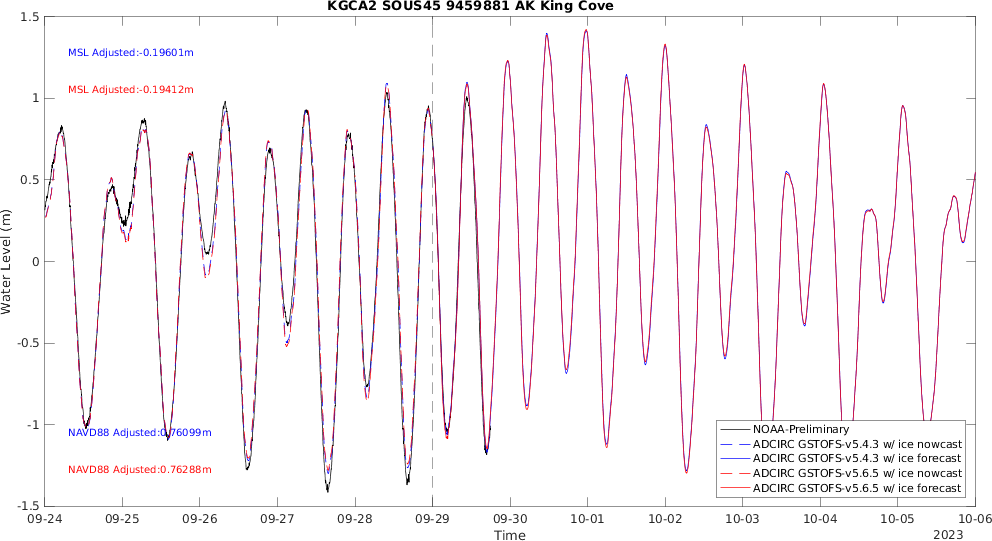 KGCA2 SOUS45 9459881 AK King Cove
1.5
MSL Adjusted:-0.19601m
MSL Adjusted:-0.19412m
1
0.5
Water Level (m)
0
-0.5
-1
NAVD88 Adjusted:0.76099m
NAVD88 Adjusted:0.76288m
-1.5
NOAA-Preliminary
ADCIRC GSTOFS-v5.4.3 w/ ice nowcast
ADCIRC GSTOFS-v5.4.3 w/ ice forecast
ADCIRC GSTOFS-v5.6.5 w/ ice nowcast
ADCIRC GSTOFS-v5.6.5 w/ ice forecast
09-24 09-25 09-26 09-27 09-28 09-29 09-30 10-01 10-02 10-03 10-04 10-05 10-06
Time
2023